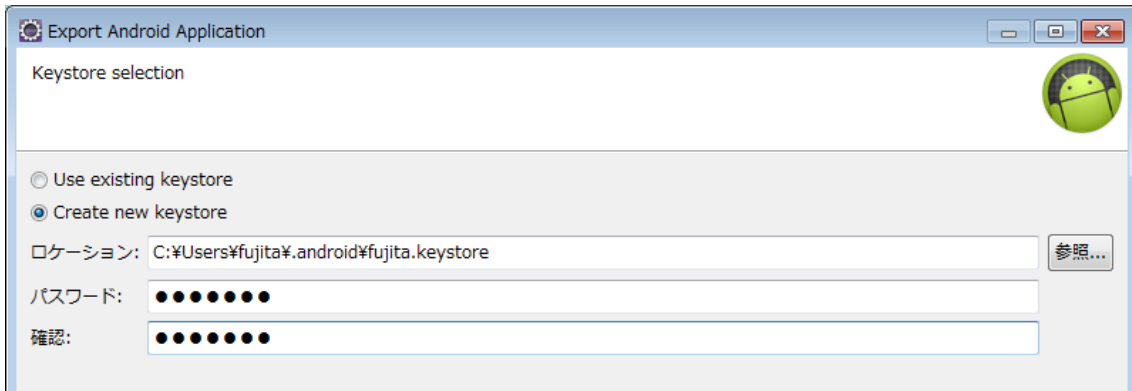 Export Android Application
Keystore selection
Use existing keystore
Create new keystore
ロケーション: C:¥Users¥fujita¥.android¥fujita.keystore 参照...
パスワード: ●●●●●●●
確認: ●●●●●●●